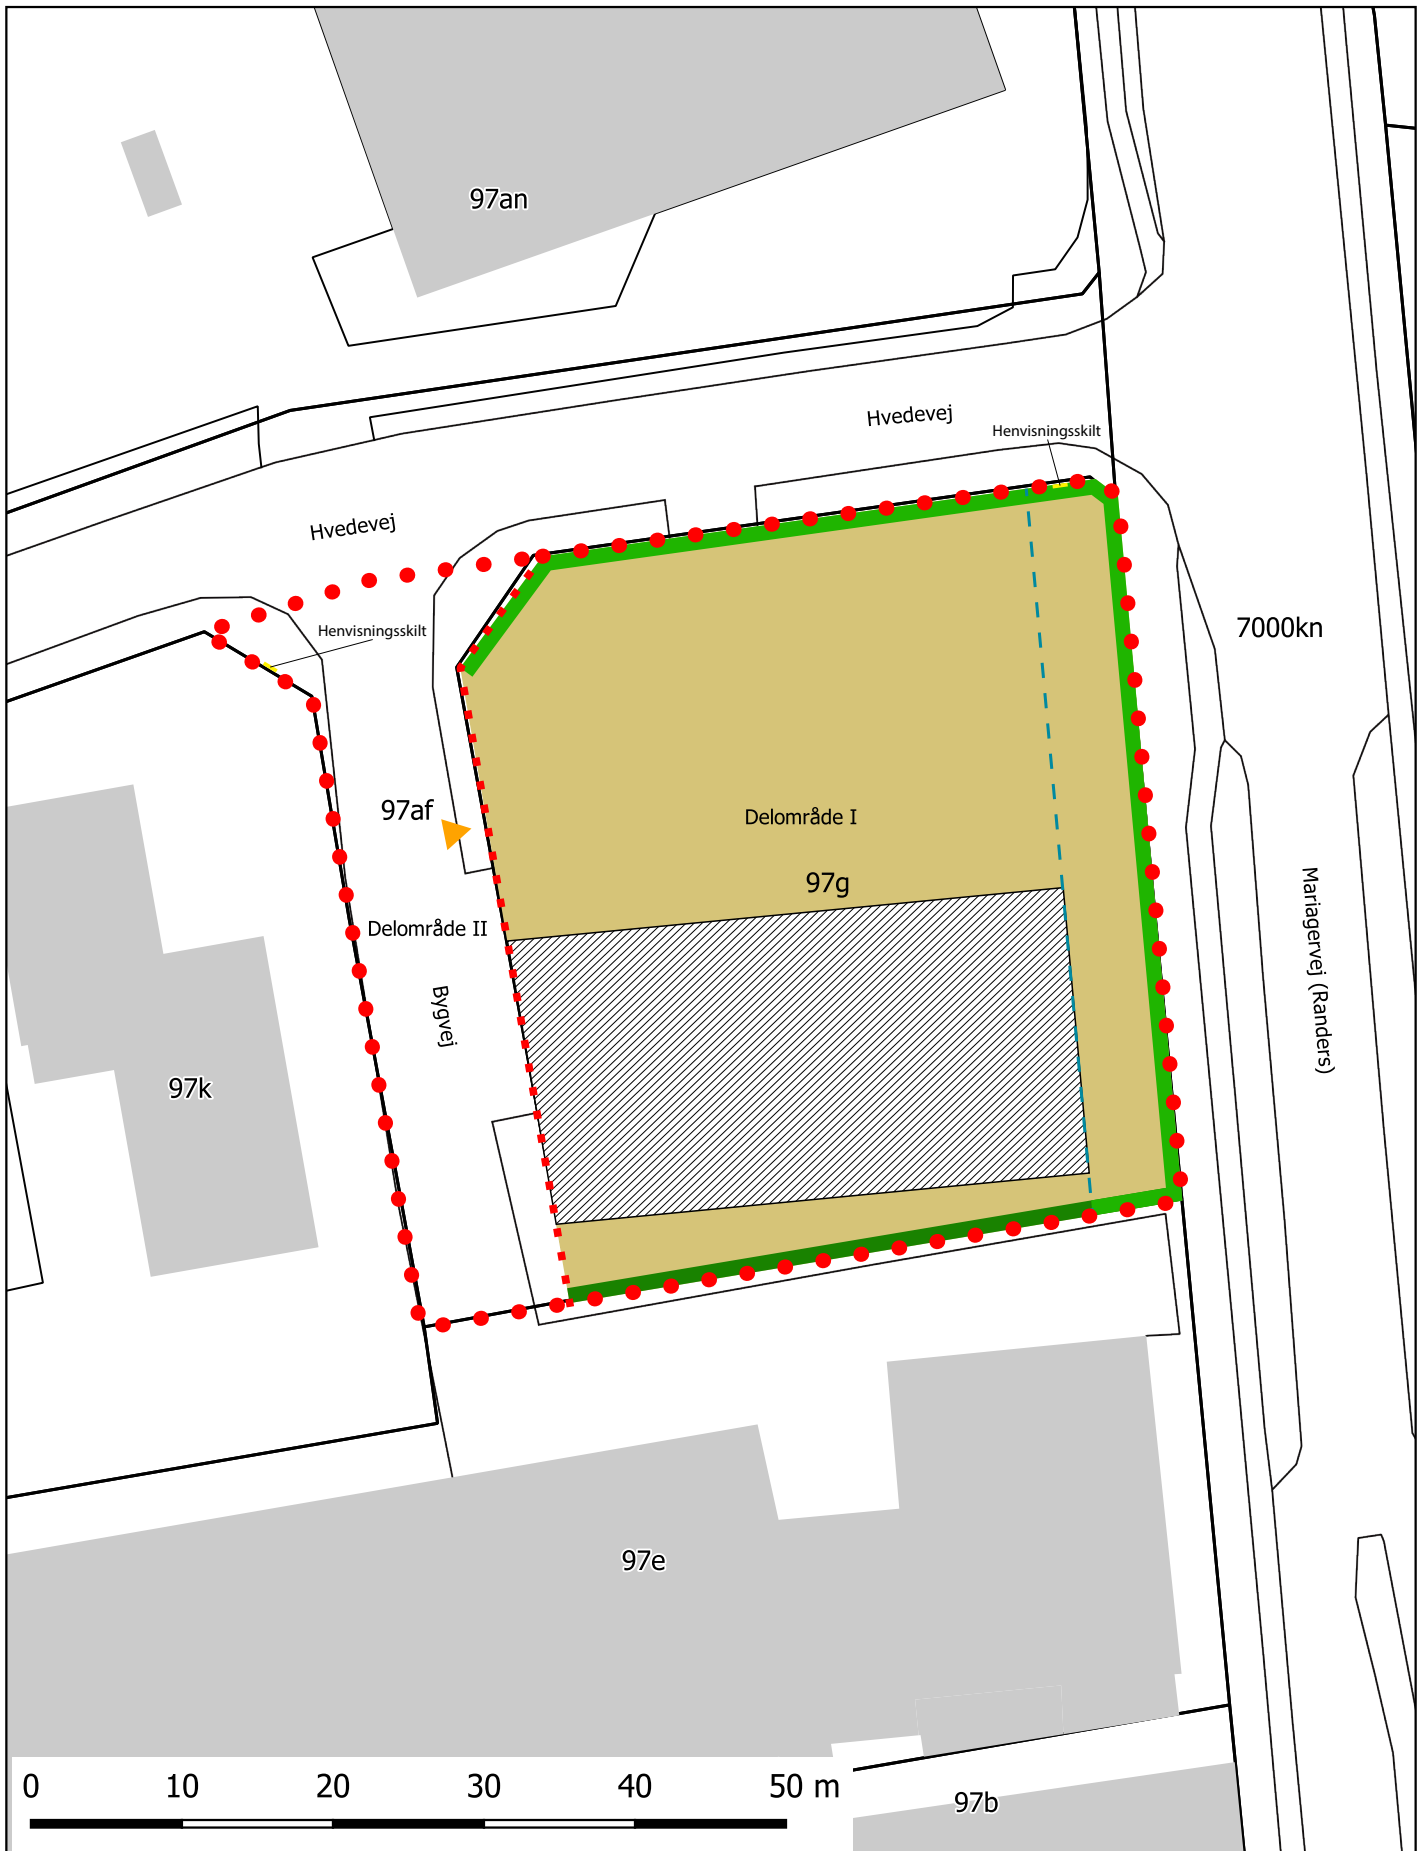 97an
Hvedevej
Henvisningsskilt
Hvedevej
Henvisningsskilt
7000kn
97af
Delområde I
97g
Delområde II
Mariagervej (Randers)
Bygvej
97k
97e
0 10 20 30 40 50 m
97b